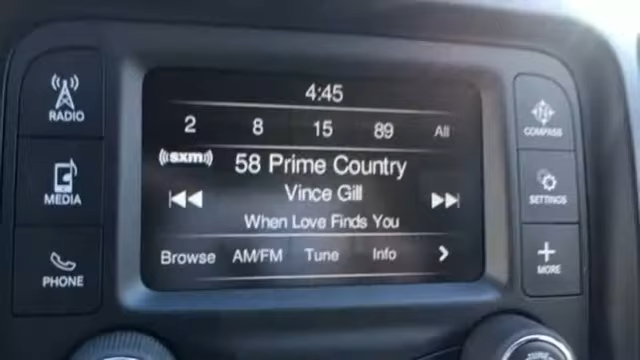 RADIO
MEDIA
PHONE
4:45
2 8 15 89 All
((sxm))
58 Prime Country
Vince Gill
When Love Finds You
Browse AM/FM Tune Info
COMPASS
SETTINGS
MORE